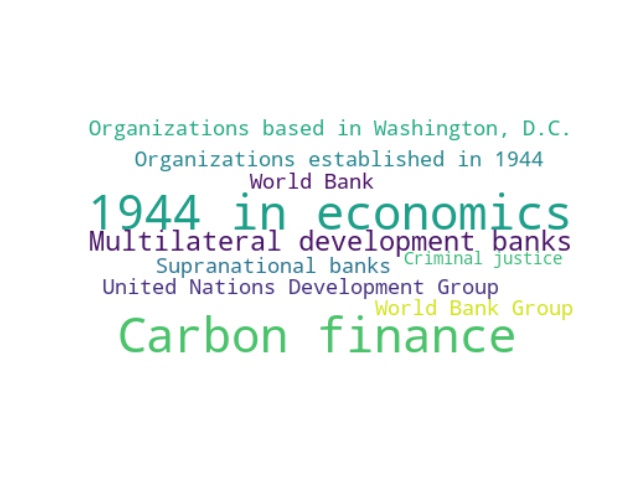 Organizations based in Washington, D.C.
Organizations established in 1944
World Bank
1944 in economics
Multilateral development banks
Criminal justice
Supranational banks
United Nations Development Group
World Bank Group
Carbon finance